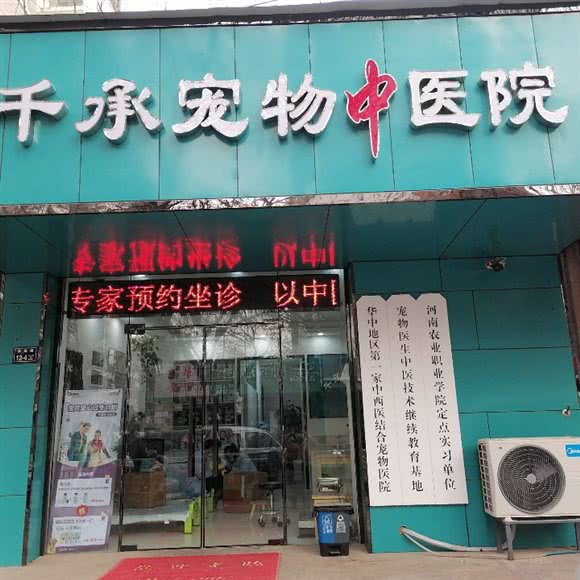 千承宠物中医院
专家预约坐诊 以中
华中地区第一家中西医结合宠物医院
宠物医生中医技术继续教育基地
河南农业职业学院定点实习单位
Midea